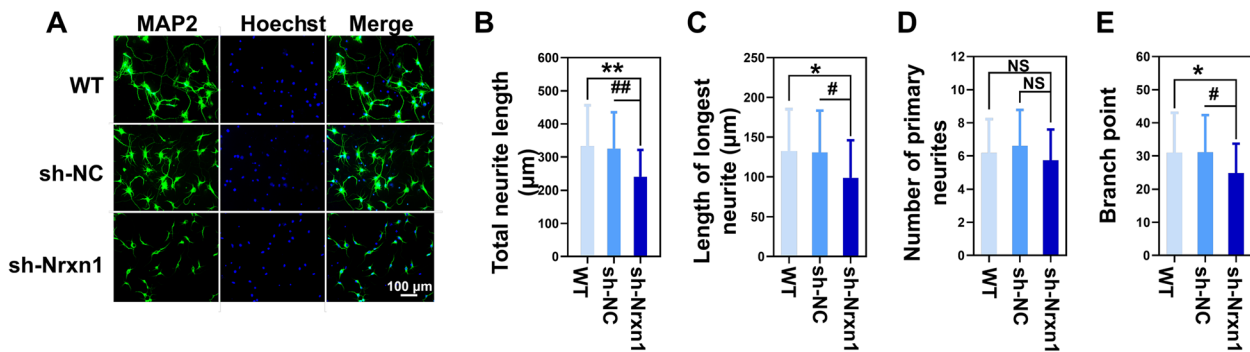 A
MAP2 Hoechst Merge
WT
sh-NC
sh-Nrxn1
100 µm
B
Total neurite length
(µm)
600
500
400
300
200
100
0
**
##
WT
sh-NC
sh-Nrxn1
C
Length of longest
neurite (µm)
250
200
150
100
50
0
*
#
WT
sh-NC
sh-Nrxn1
D
Number of primary
neurites
12
10
8
6
4
2
0
NS
NS
WT
sh-NC
sh-Nrxn1
E
Branch point
60
50
40
30
20
10
0
*
#
WT
sh-NC
sh-Nrxn1